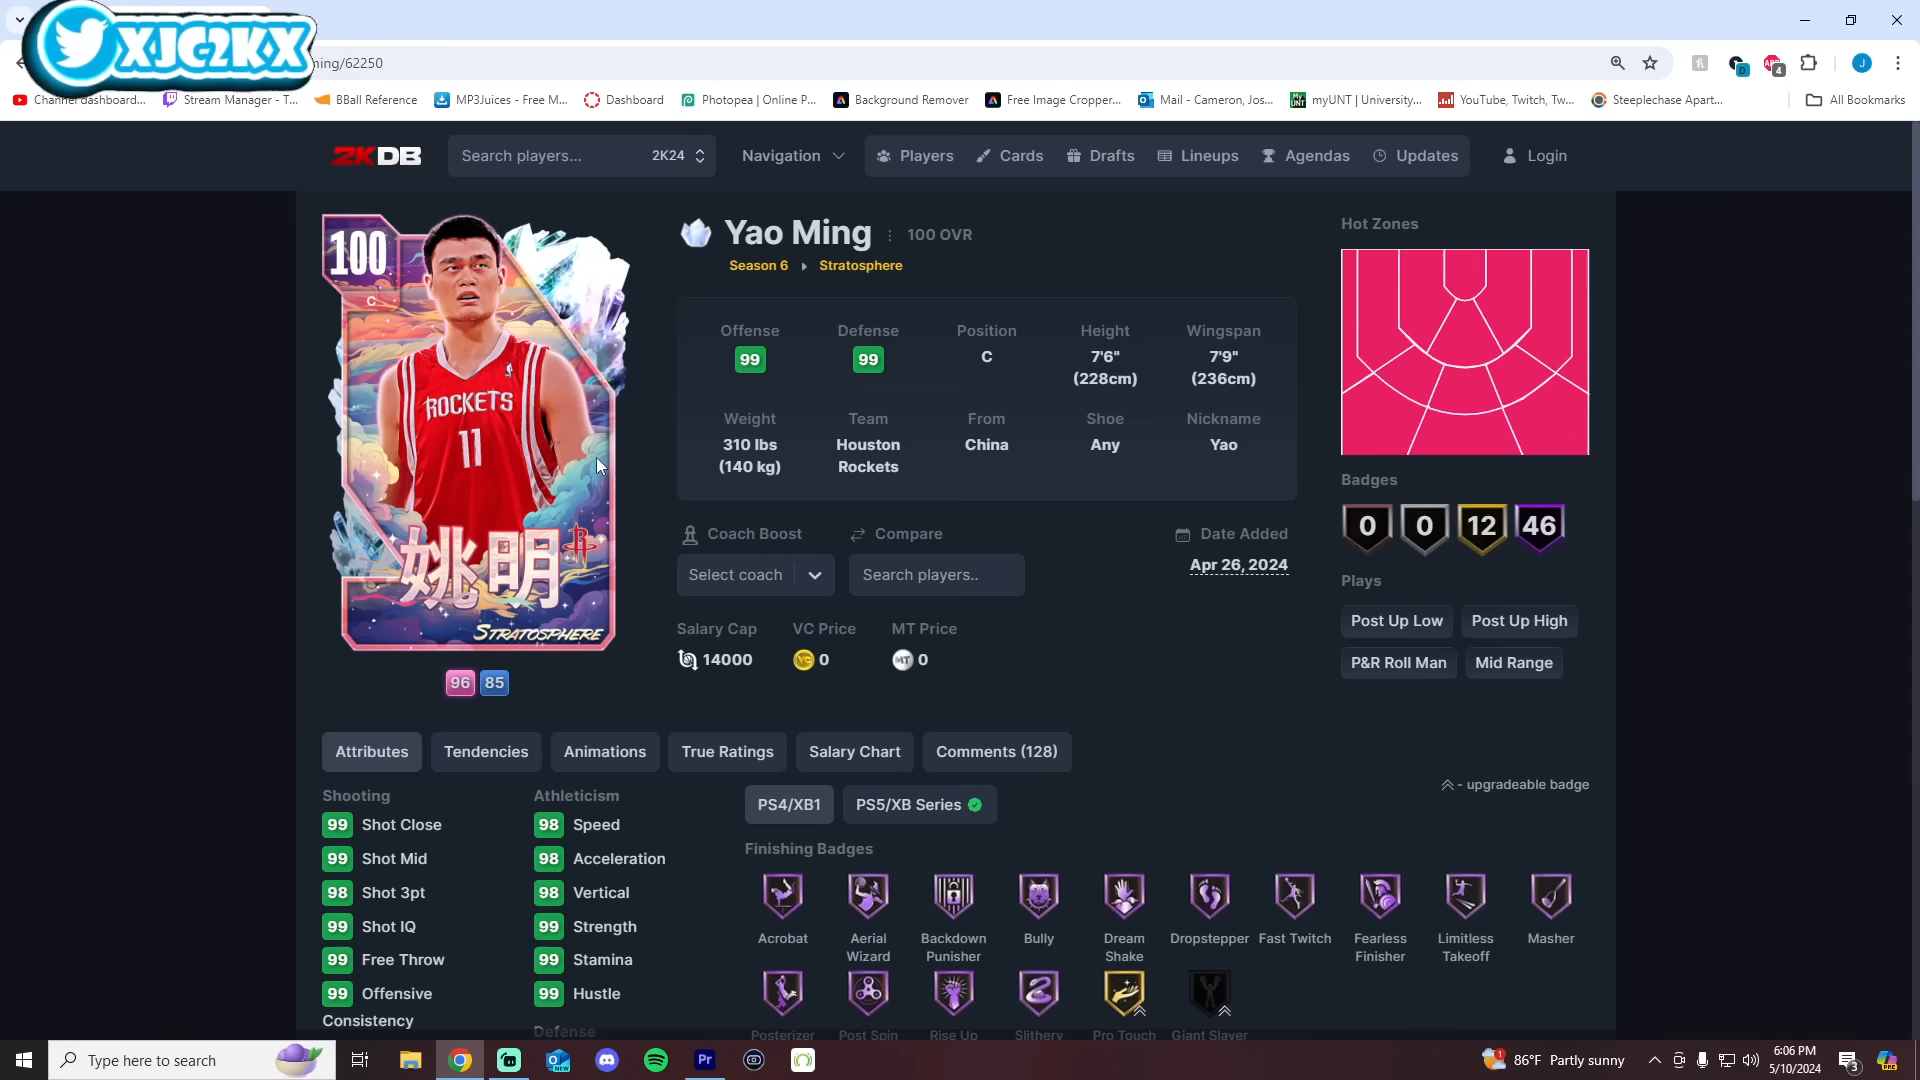 XJC2KX
ming/62250
Channel dashboard...
Stream Manager - T...
BBall Reference
MP3Juices - Free M...
Dashboard
Photopea | Online P...
Background Remover
Free Image Cropper...
Mail - Cameron, Jos...
myUNT | University...
YouTube, Twitch, Tw...
Steeplechase Apart...
All Bookmarks
2KDB
Search players...
2K24
Navigation
Players
Cards
Drafts
Lineups
Agendas
Updates
Login
100
C
ROCKETS
11
姚明
STRATOSPHERE
96 85
Yao Ming
100 OVR
Season 6
Stratosphere
Offense Defense Position Height Wingspan
99 99 C 7'6" 7'9"
(228cm) (236cm)
Weight Team From Shoe Nickname
310 lbs Houston China Any Yao
(140 kg) Rockets
Coach Boost Compare Date Added
Select coach Search players.. Apr 26, 2024
Salary Cap VC Price MT Price
14000 VC 0 MT 0
Hot Zones
Badges
0 0 12 46
Plays
Post Up Low Post Up High
P&R Roll Man Mid Range
Attributes Tendencies Animations True Ratings Salary Chart Comments (128)
- upgradeable badge
Shooting
99 Shot Close
99 Shot Mid
98 Shot 3pt
99 Shot IQ
99 Free Throw
99 Offensive
Consistency
Athleticism
98 Speed
98 Acceleration
98 Vertical
99 Strength
99 Stamina
99 Hustle
Defense
PS4/XB1 PS5/XB Series
Finishing Badges
Acrobat
Aerial
Wizard
Backdown
Punisher
Bully
Dream
Shake
Dropstepper
Fast Twitch
Fearless
Finisher
Limitless
Takeoff
Masher
Posterizer
Post Spin
Rise Up
Slithery
Pro Touch
Giant Slayer
Type here to search
86°F Partly sunny
6:06 PM
5/10/2024